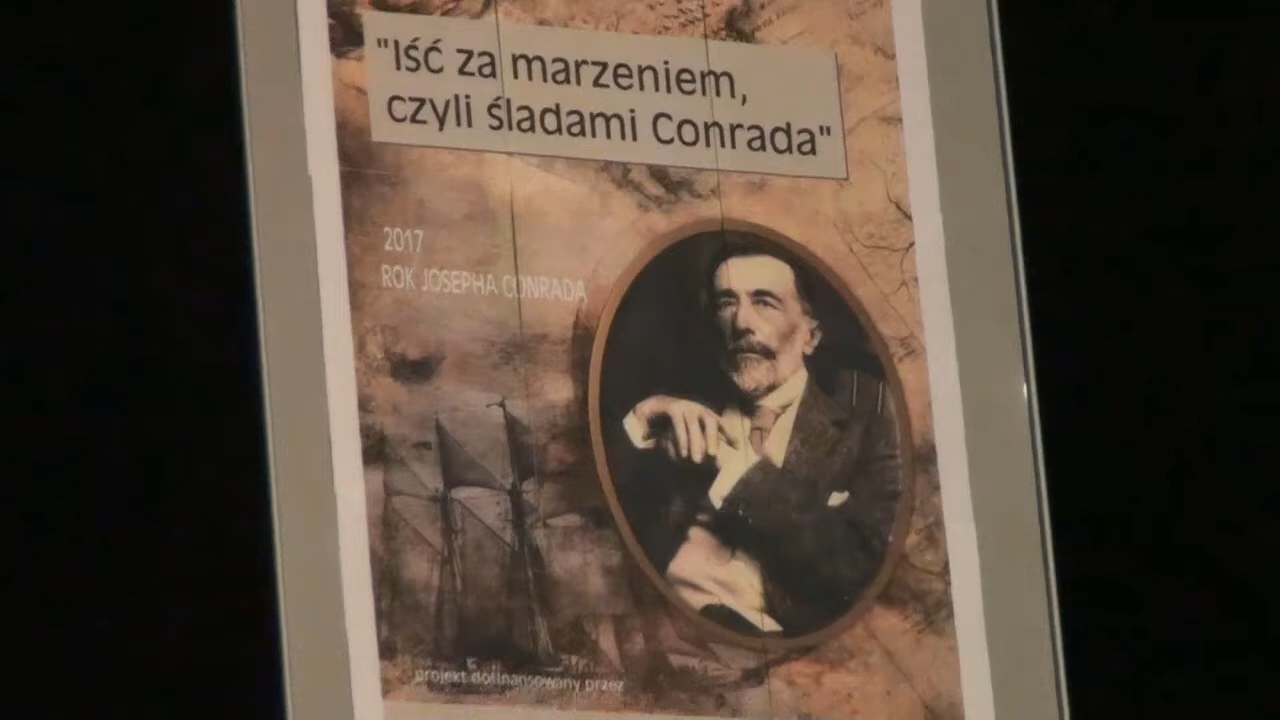 "Iść za marzeniem,
czyli śladami Conrada"
2017
ROK JOSEPHA CONRADA
projekt dofinansowany przez